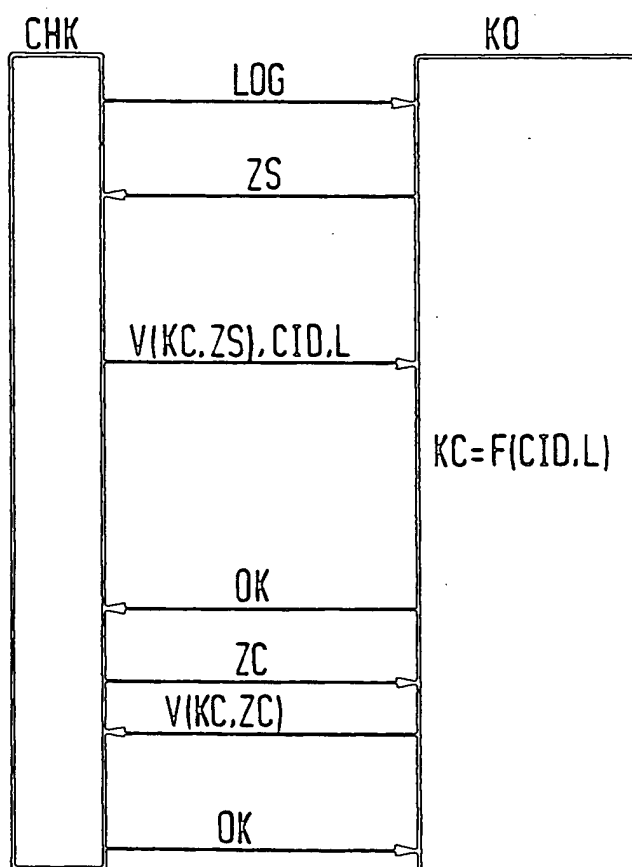 CHK
KO
LOG
ZS
V(KC,ZS),CID,L
KC=F(CID,L)
OK
ZC
V(KC,ZC)
OK